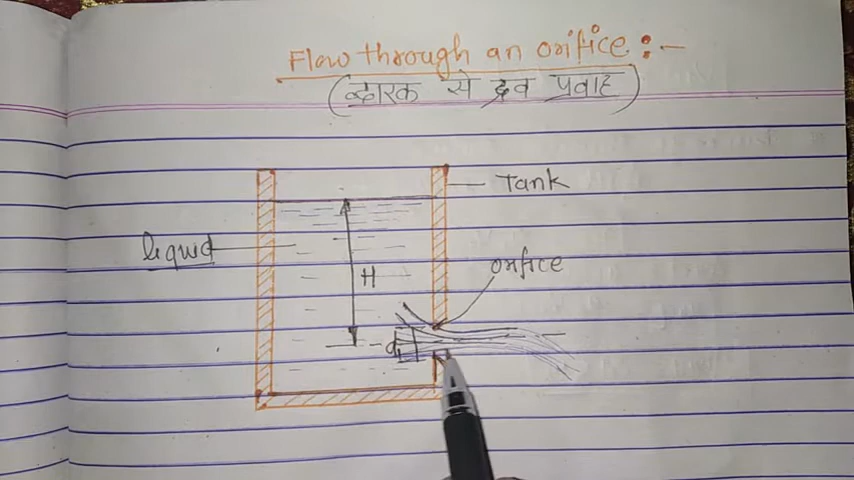 Flow through an orifice :-
(द्वारक से द्रव प्रवाह)
Tank
liquid
orifice
H
d